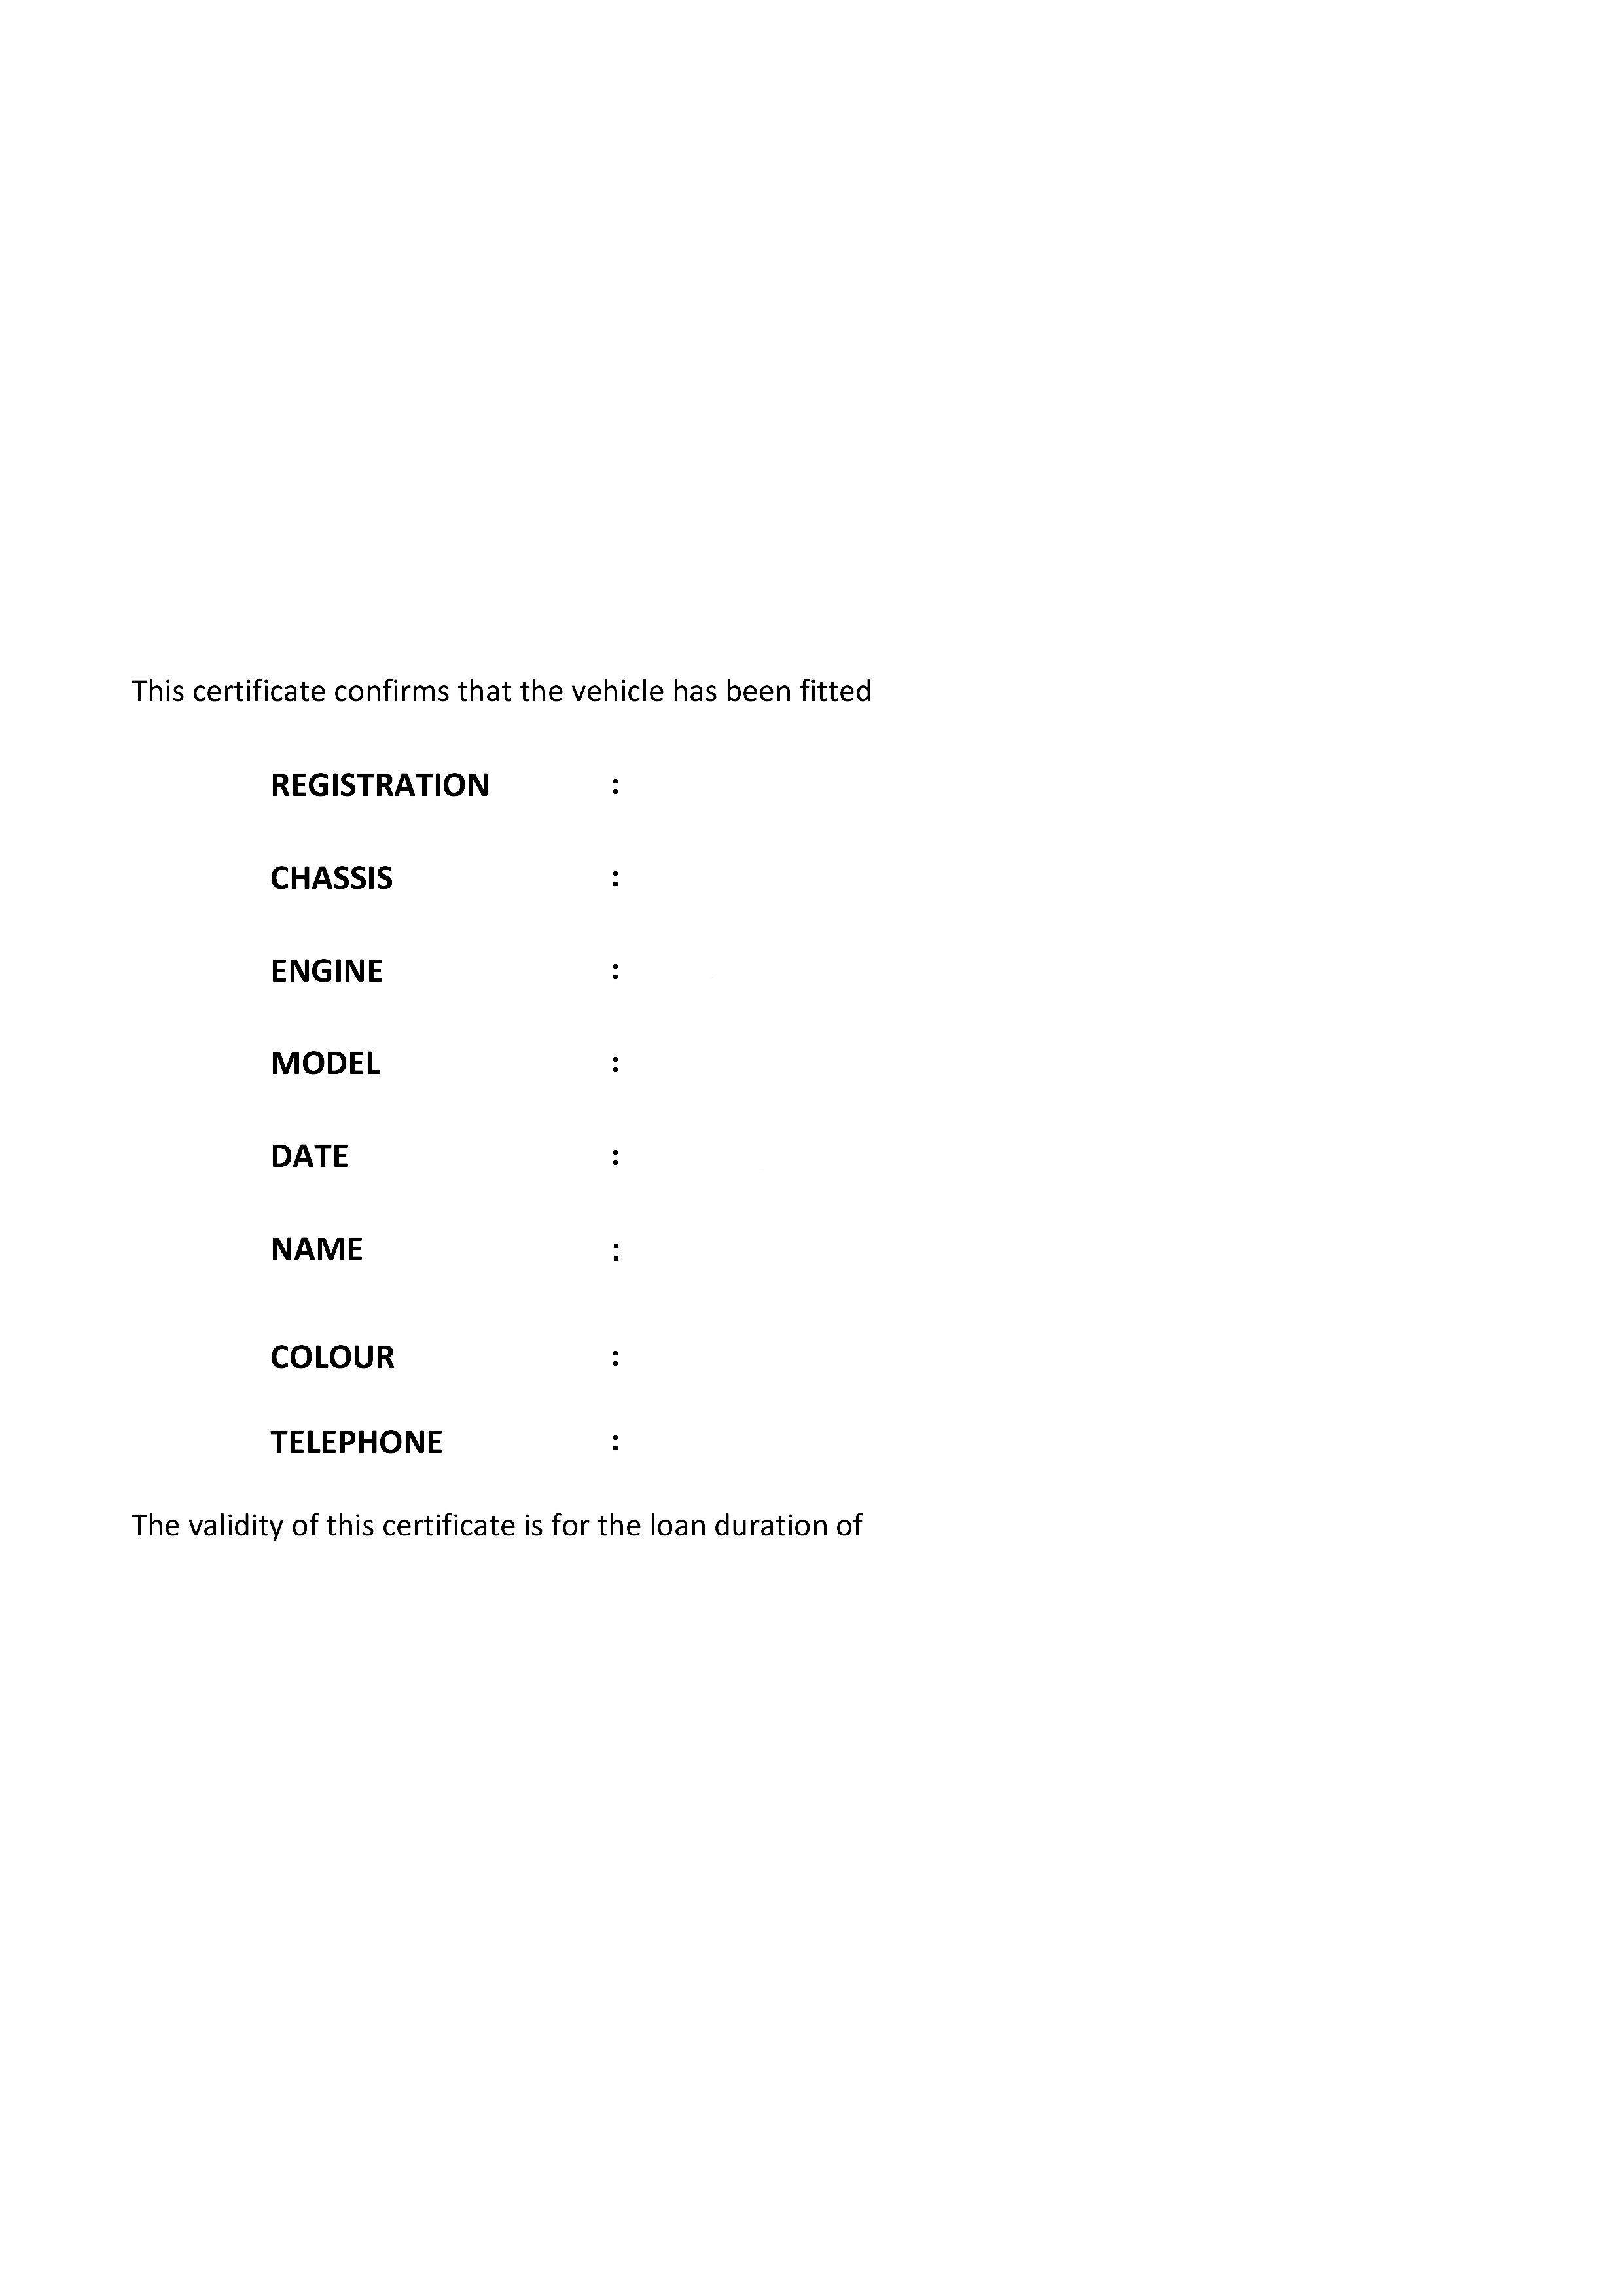 This certificate confirms that the vehicle has been fitted
REGISTRATION :
CHASSIS :
ENGINE :
MODEL :
DATE :
NAME :
COLOUR :
TELEPHONE :
The validity of this certificate is for the loan duration of